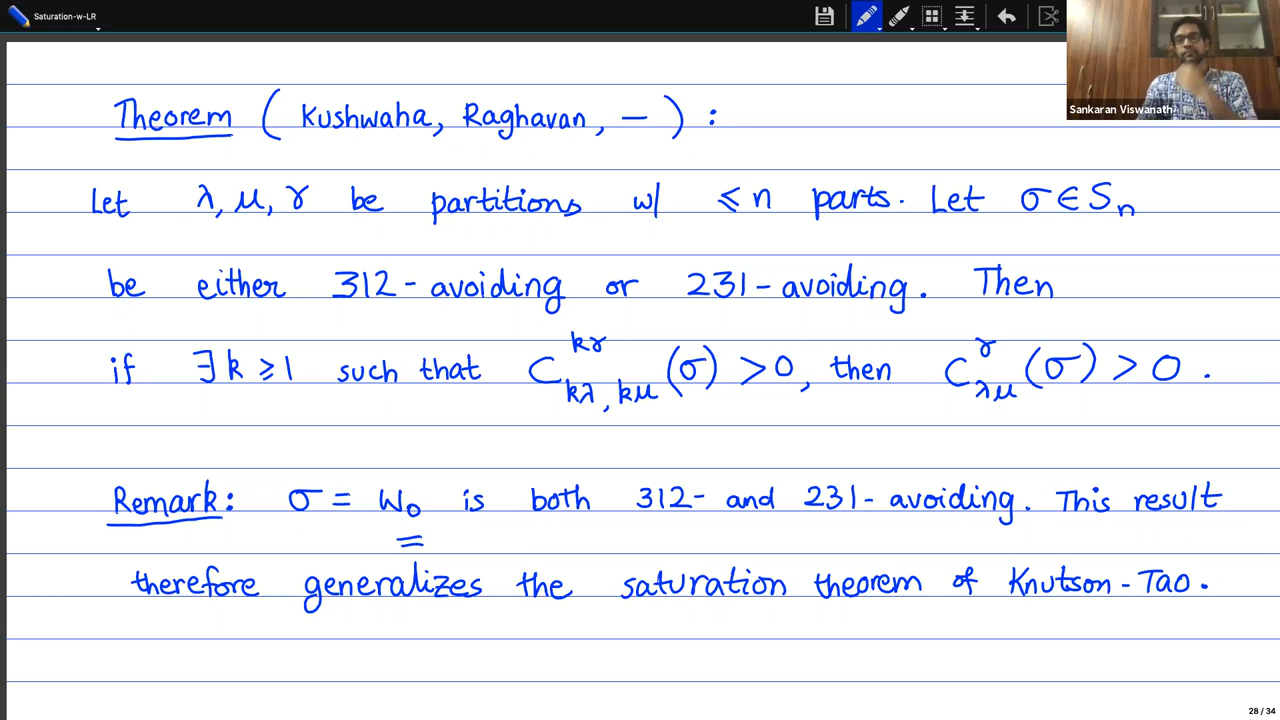 Saturation-w-LR
Sankaran Viswanath
Theorem ( Kushwaha, Raghavan, — ) :
Let λ, μ, γ be partitions w/ ≤ n parts. Let σ ∈ Sₙ
be either 312-avoiding or 231-avoiding. Then
if ∃ k ≥ 1 such that C^{kγ}_{kλ, kμ} (σ) > 0, then C^{γ}_{λμ} (σ) > 0 .
Remark: σ = w₀ is both 312- and 231-avoiding. This result
therefore generalizes the saturation theorem of Knutson-Tao.
28 / 34